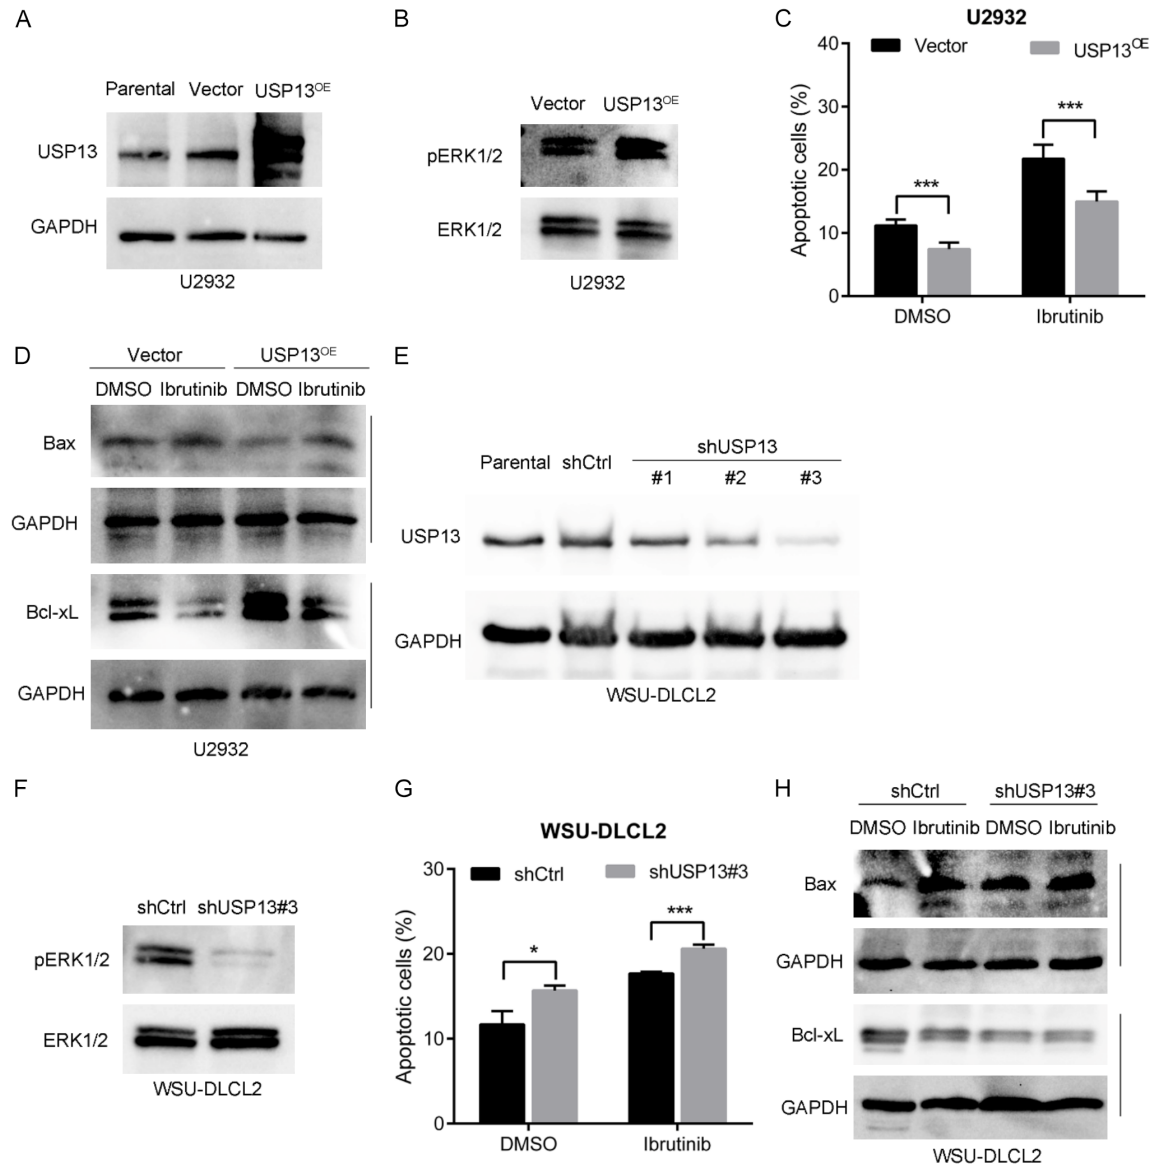 A
Parental Vector USP13OE
USP13
GAPDH
U2932
B
Vector USP13OE
pERK1/2
ERK1/2
U2932
C
U2932
Vector USP13OE
Apoptotic cells (%)
40
30
20
10
0
***
***
DMSO Ibrutinib
D
Vector USP13OE
DMSO Ibrutinib DMSO Ibrutinib
Bax
GAPDH
Bcl-xL
GAPDH
U2932
E
shUSP13
Parental shCtrl
#1 #2 #3
USP13
GAPDH
WSU-DLCL2
F
shCtrl shUSP13#3
pERK1/2
ERK1/2
WSU-DLCL2
G
WSU-DLCL2
shCtrl shUSP13#3
Apoptotic cells (%)
30
20
10
0
*
***
DMSO Ibrutinib
H
shCtrl shUSP13#3
DMSO Ibrutinib DMSO Ibrutinib
Bax
GAPDH
Bcl-xL
GAPDH
WSU-DLCL2